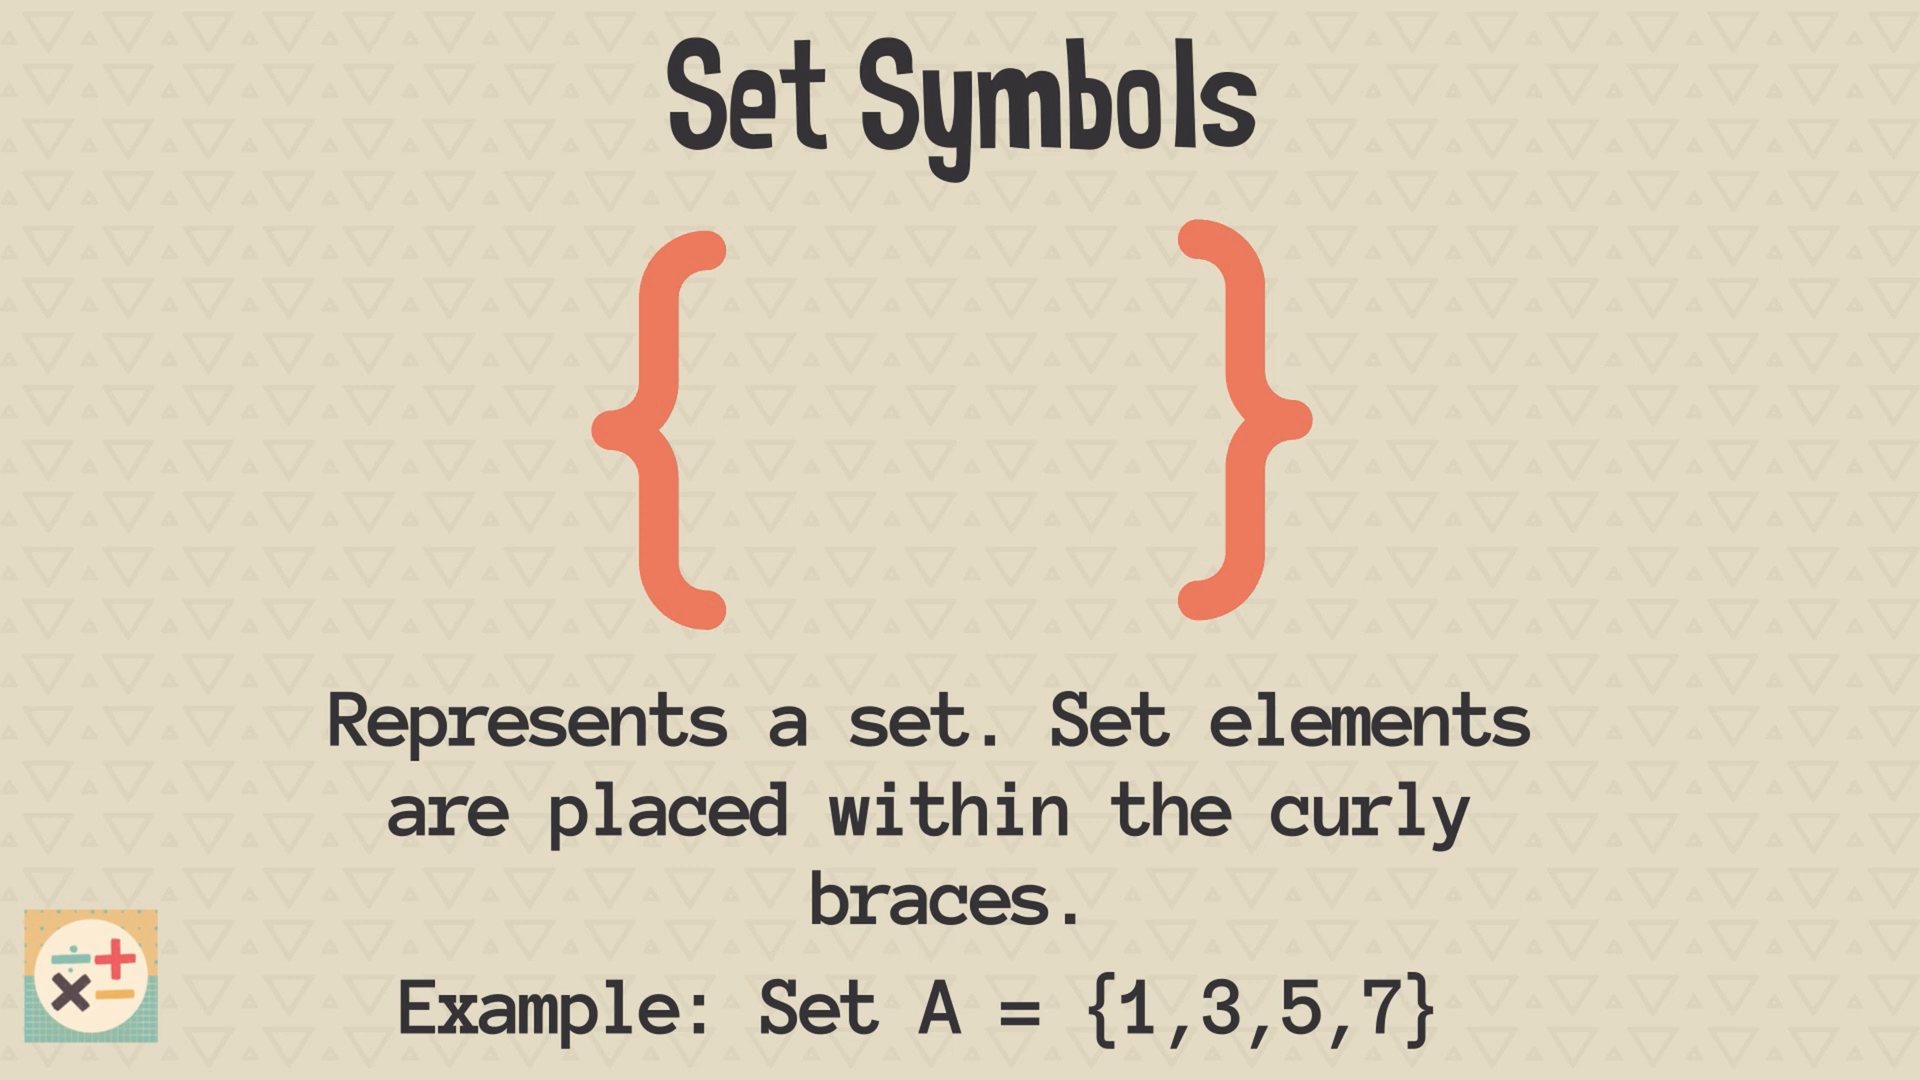 Set Symbols
{ }
Represents a set. Set elements
are placed within the curly
braces.
Example: Set A = {1,3,5,7}